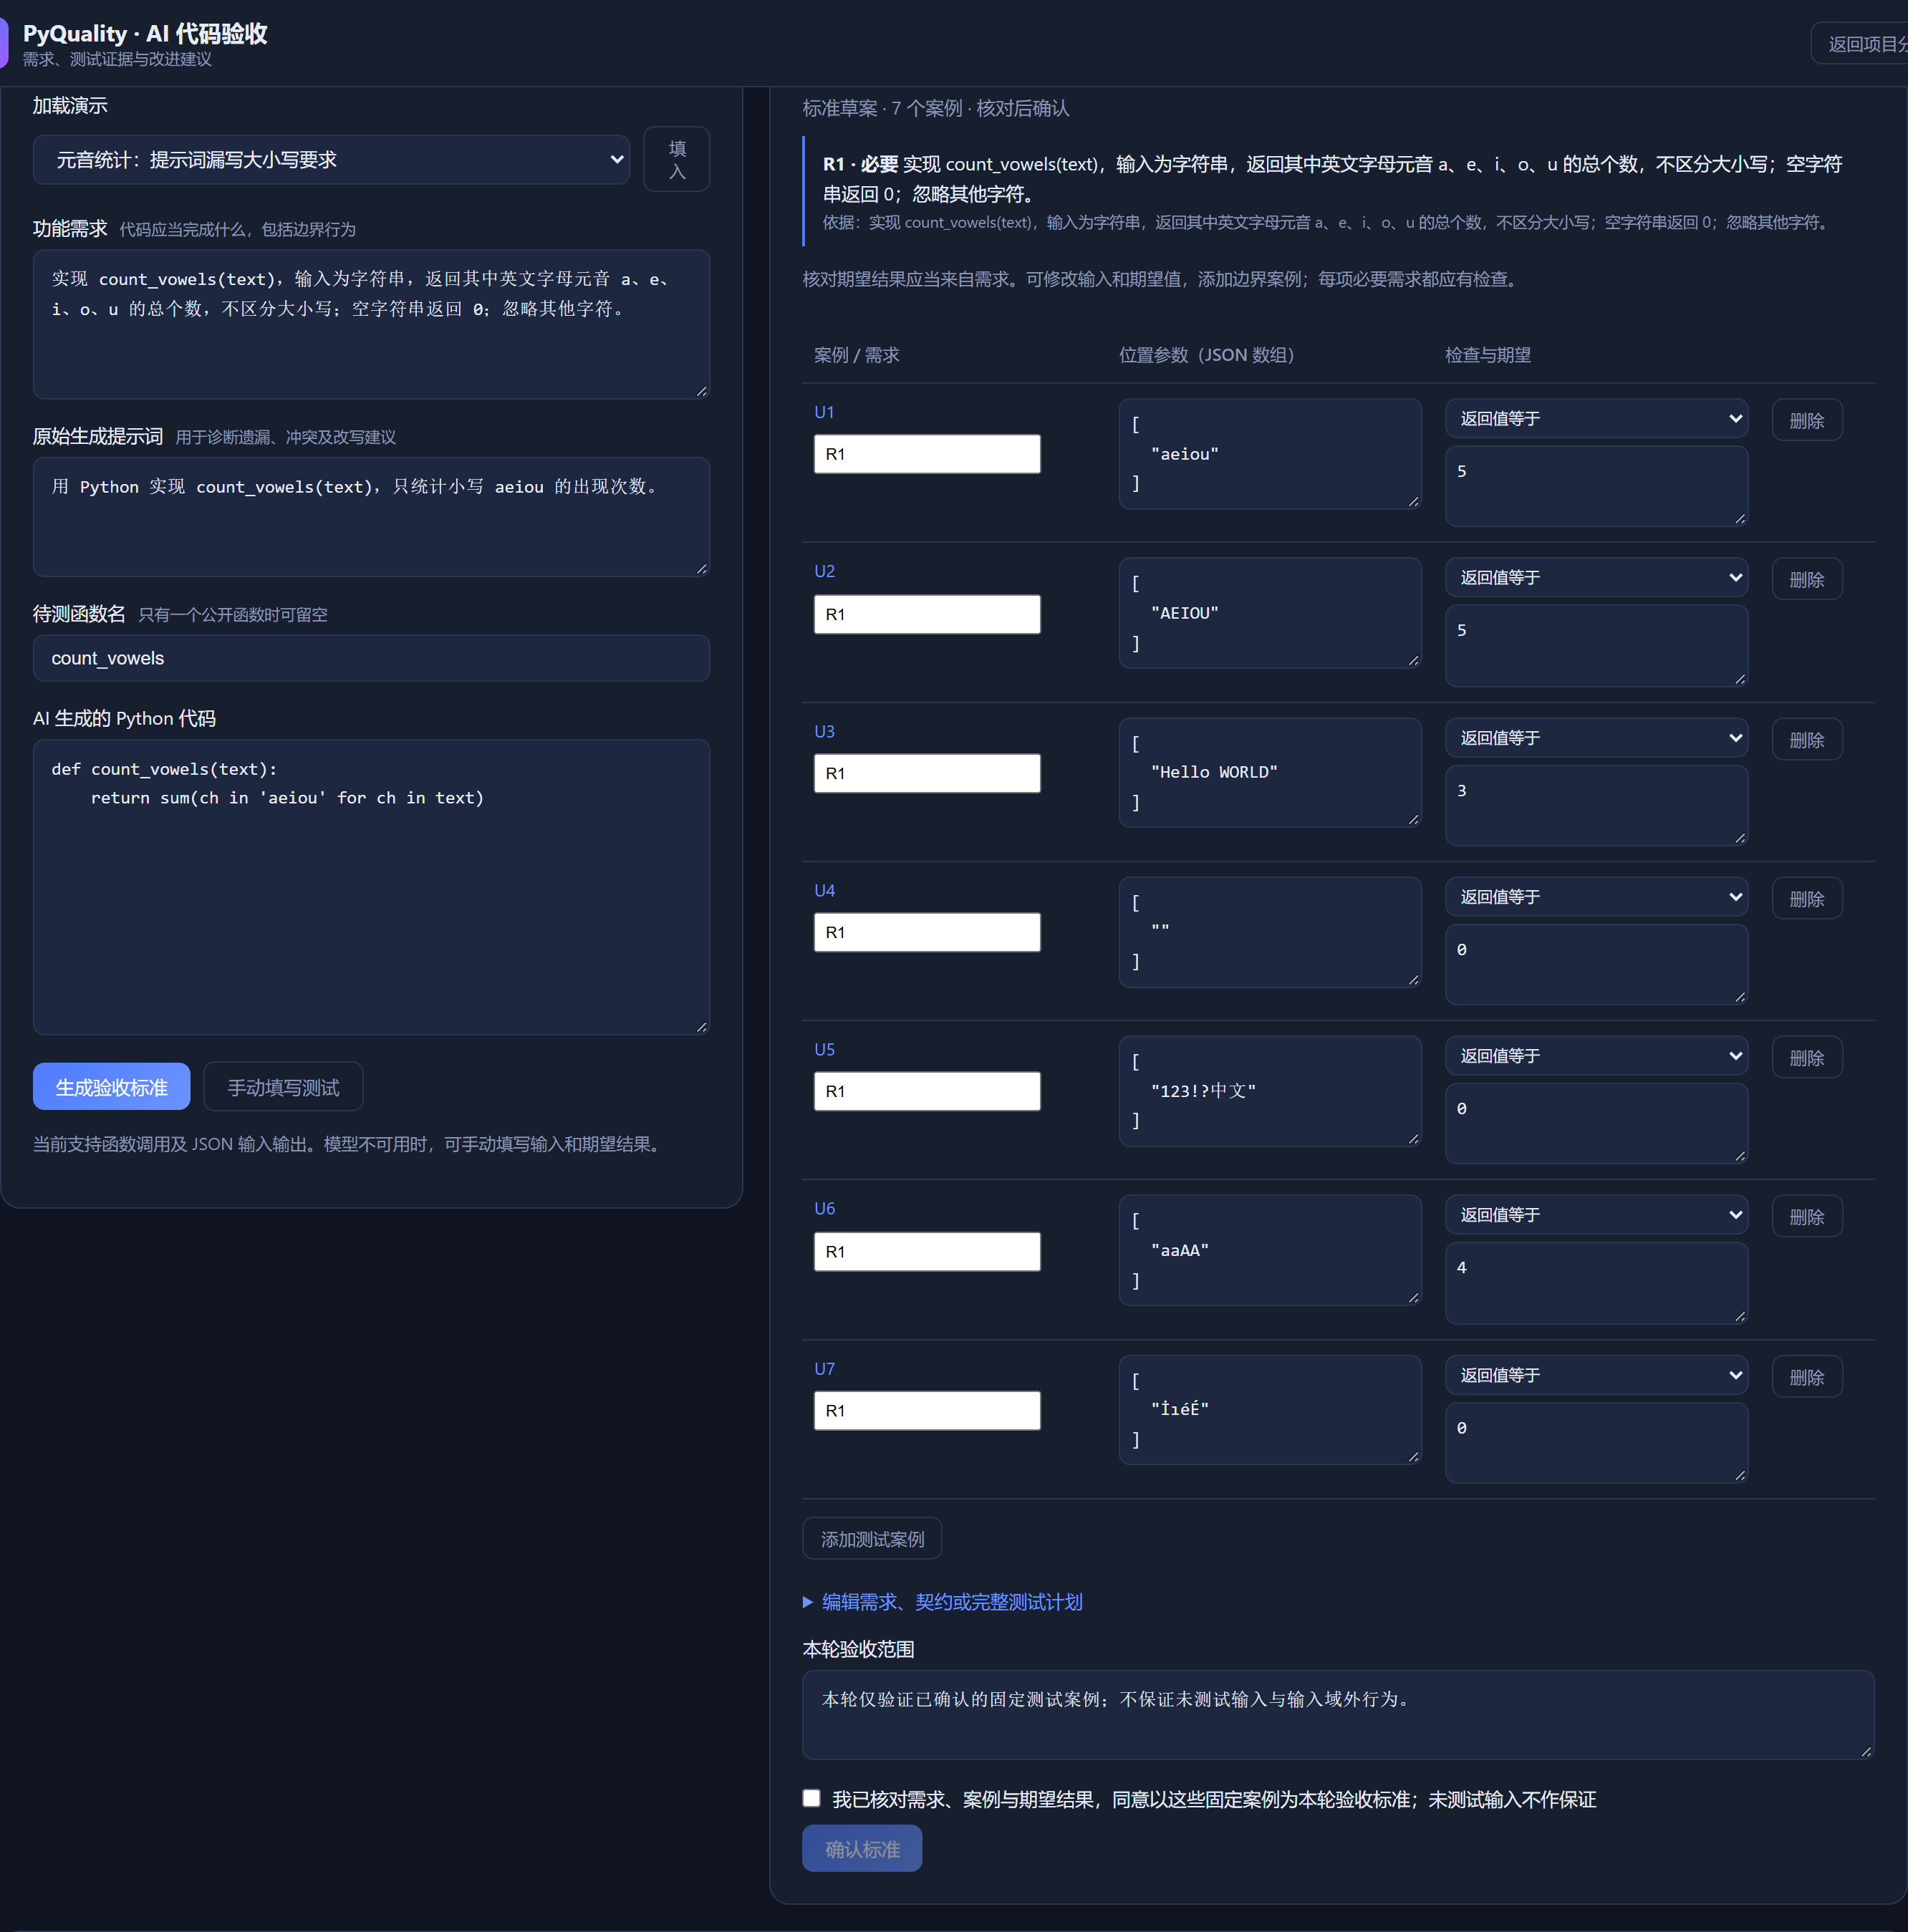 PyQuality · AI 代码验收
需求、测试证据与改进建议
返回项目分
加载演示
元音统计：提示词漏写大小写要求
填
入
功能需求 代码应当完成什么，包括边界行为
实现 count_vowels(text)，输入为字符串，返回其中英文字母元音 a、e、
i、o、u 的总个数，不区分大小写；空字符串返回 0；忽略其他字符。
原始生成提示词 用于诊断遗漏、冲突及改写建议
用 Python 实现 count_vowels(text)，只统计小写 aeiou 的出现次数。
待测函数名 只有一个公开函数时可留空
count_vowels
AI 生成的 Python 代码
def count_vowels(text):
    return sum(ch in 'aeiou' for ch in text)
生成验收标准
手动填写测试
当前支持函数调用及 JSON 输入输出。模型不可用时，可手动填写输入和期望结果。
标准草案 · 7 个案例 · 核对后确认
R1 · 必要 实现 count_vowels(text)，输入为字符串，返回其中英文字母元音 a、e、i、o、u 的总个数，不区分大小写；空字符
串返回 0；忽略其他字符。
依据：实现 count_vowels(text)，输入为字符串，返回其中英文字母元音 a、e、i、o、u 的总个数，不区分大小写；空字符串返回 0；忽略其他字符。
核对期望结果应当来自需求。可修改输入和期望值，添加边界案例；每项必要需求都应有检查。
案例 / 需求
位置参数（JSON 数组）
检查与期望
U1
R1
[
  "aeiou"
]
返回值等于
5
删除
U2
R1
[
  "AEIOU"
]
返回值等于
5
删除
U3
R1
[
  "Hello WORLD"
]
返回值等于
3
删除
U4
R1
[
  ""
]
返回值等于
0
删除
U5
R1
[
  "123!?中文"
]
返回值等于
0
删除
U6
R1
[
  "aaAA"
]
返回值等于
4
删除
U7
R1
[
  "İıéÉ"
]
返回值等于
0
删除
添加测试案例
▶ 编辑需求、契约或完整测试计划
本轮验收范围
本轮仅验证已确认的固定测试案例；不保证未测试输入与输入域外行为。
我已核对需求、案例与期望结果，同意以这些固定案例为本轮验收标准；未测试输入不作保证
确认标准